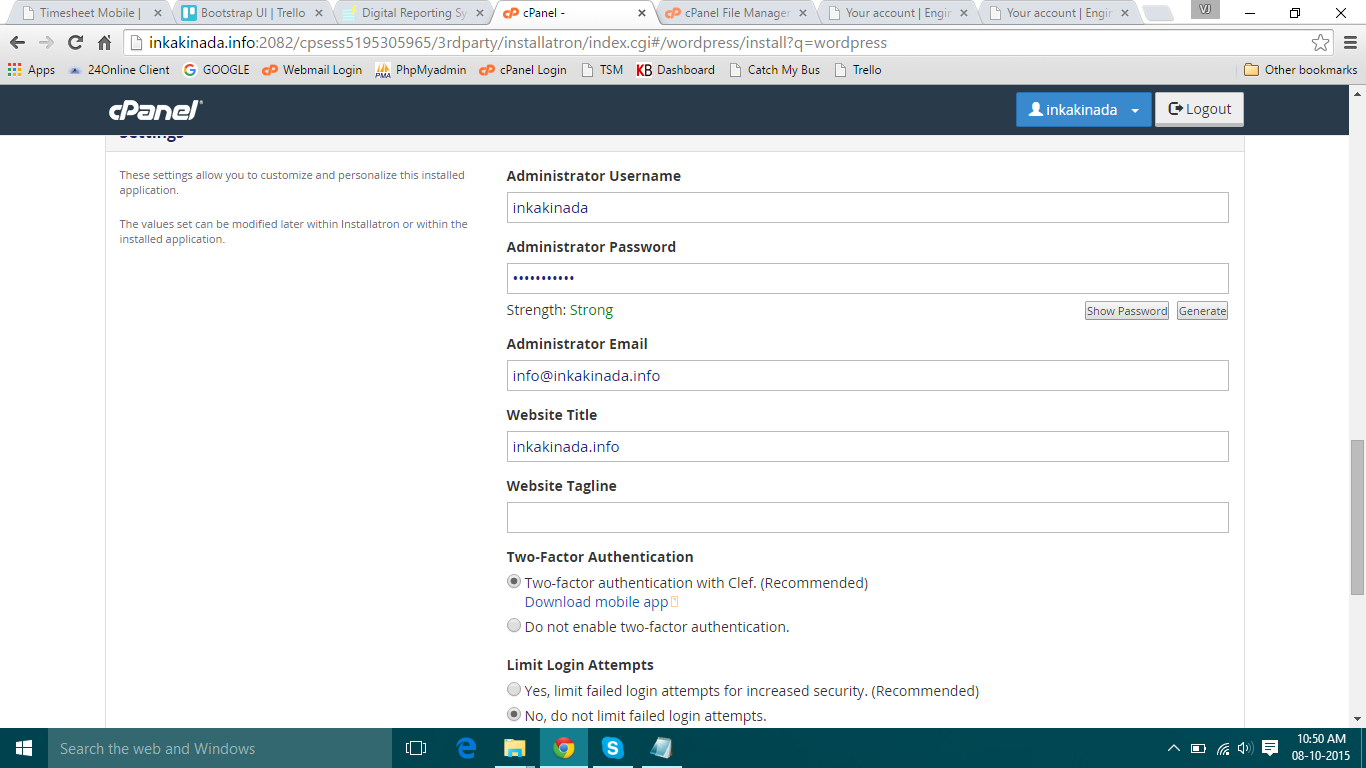 Timesheet Mobile |
Bootstrap UI | Trello
Digital Reporting Sy
cPanel -
cPanel File Manager
Your account | Engin
Your account | Engin
VJ
inkakinada.info:2082/cpsess5195305965/3rdparty/installatron/index.cgi#/wordpress/install?q=wordpress
Apps
24Online Client
GOOGLE
Webmail Login
PhpMyadmin
cPanel Login
TSM
KB Dashboard
Catch My Bus
Trello
Other bookmarks
cPanel
inkakinada
Logout
Settings
These settings allow you to customize and personalize this installed
application.
The values set can be modified later within Installatron or within the
installed application.
Administrator Username
inkakinada
Administrator Password
•••••••••••
Strength: Strong
Show Password
Generate
Administrator Email
info@inkakinada.info
Website Title
inkakinada.info
Website Tagline
Two-Factor Authentication
Two-factor authentication with Clef. (Recommended)
Download mobile app
Do not enable two-factor authentication.
Limit Login Attempts
Yes, limit failed login attempts for increased security. (Recommended)
No, do not limit failed login attempts.
Search the web and Windows
10:50 AM
08-10-2015